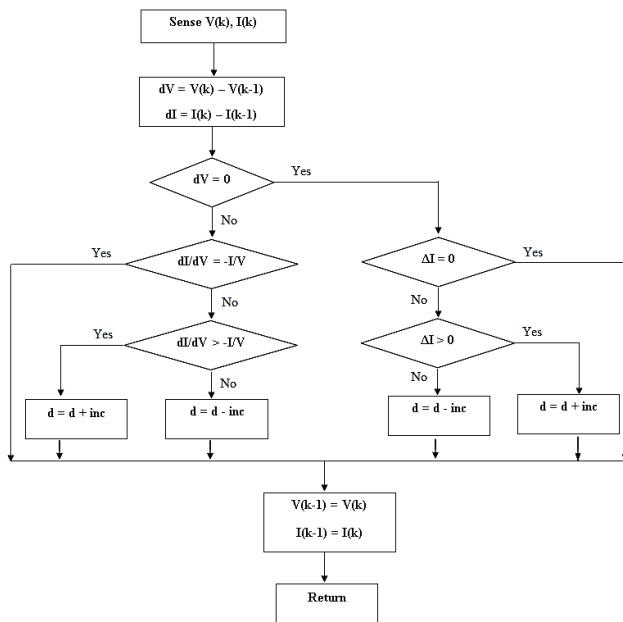 Sense V(k), I(k)
dV = V(k) – V(k-1)
dI = I(k) – I(k-1)
dV = 0
Yes
No
Yes
dI/dV = -I/V
ΔI = 0
Yes
No
No
Yes
dI/dV > -I/V
ΔI > 0
Yes
No
No
d = d + inc
d = d - inc
d = d - inc
d = d + inc
V(k-1) = V(k)
I(k-1) = I(k)
Return